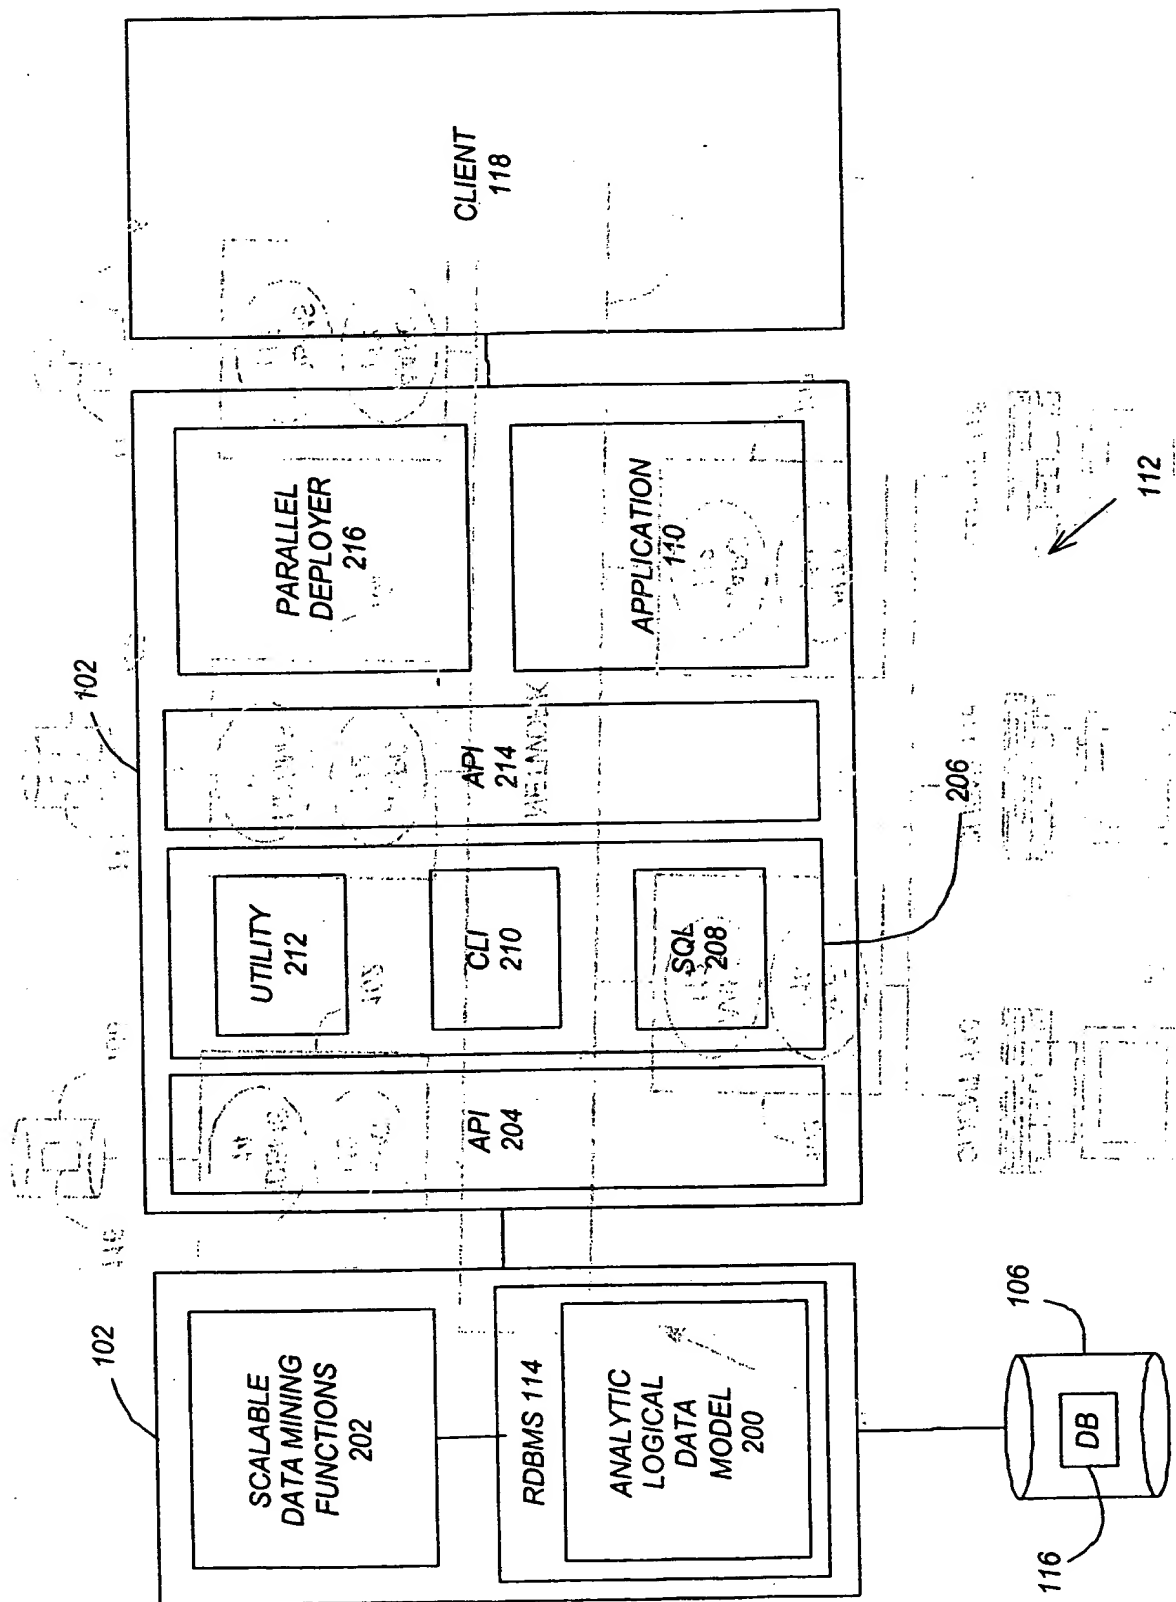 102
SCALABLE
DATA MINING
FUNCTIONS
202
RDBMS 114
ANALYTIC
LOGICAL
DATA
MODEL
200
106
DB
116
102
API
204
UTILITY
212
CLI
210
SQL
208
206
API
214
PARALLEL
DEPLOYER
216
APPLICATION
110
CLIENT
118
112